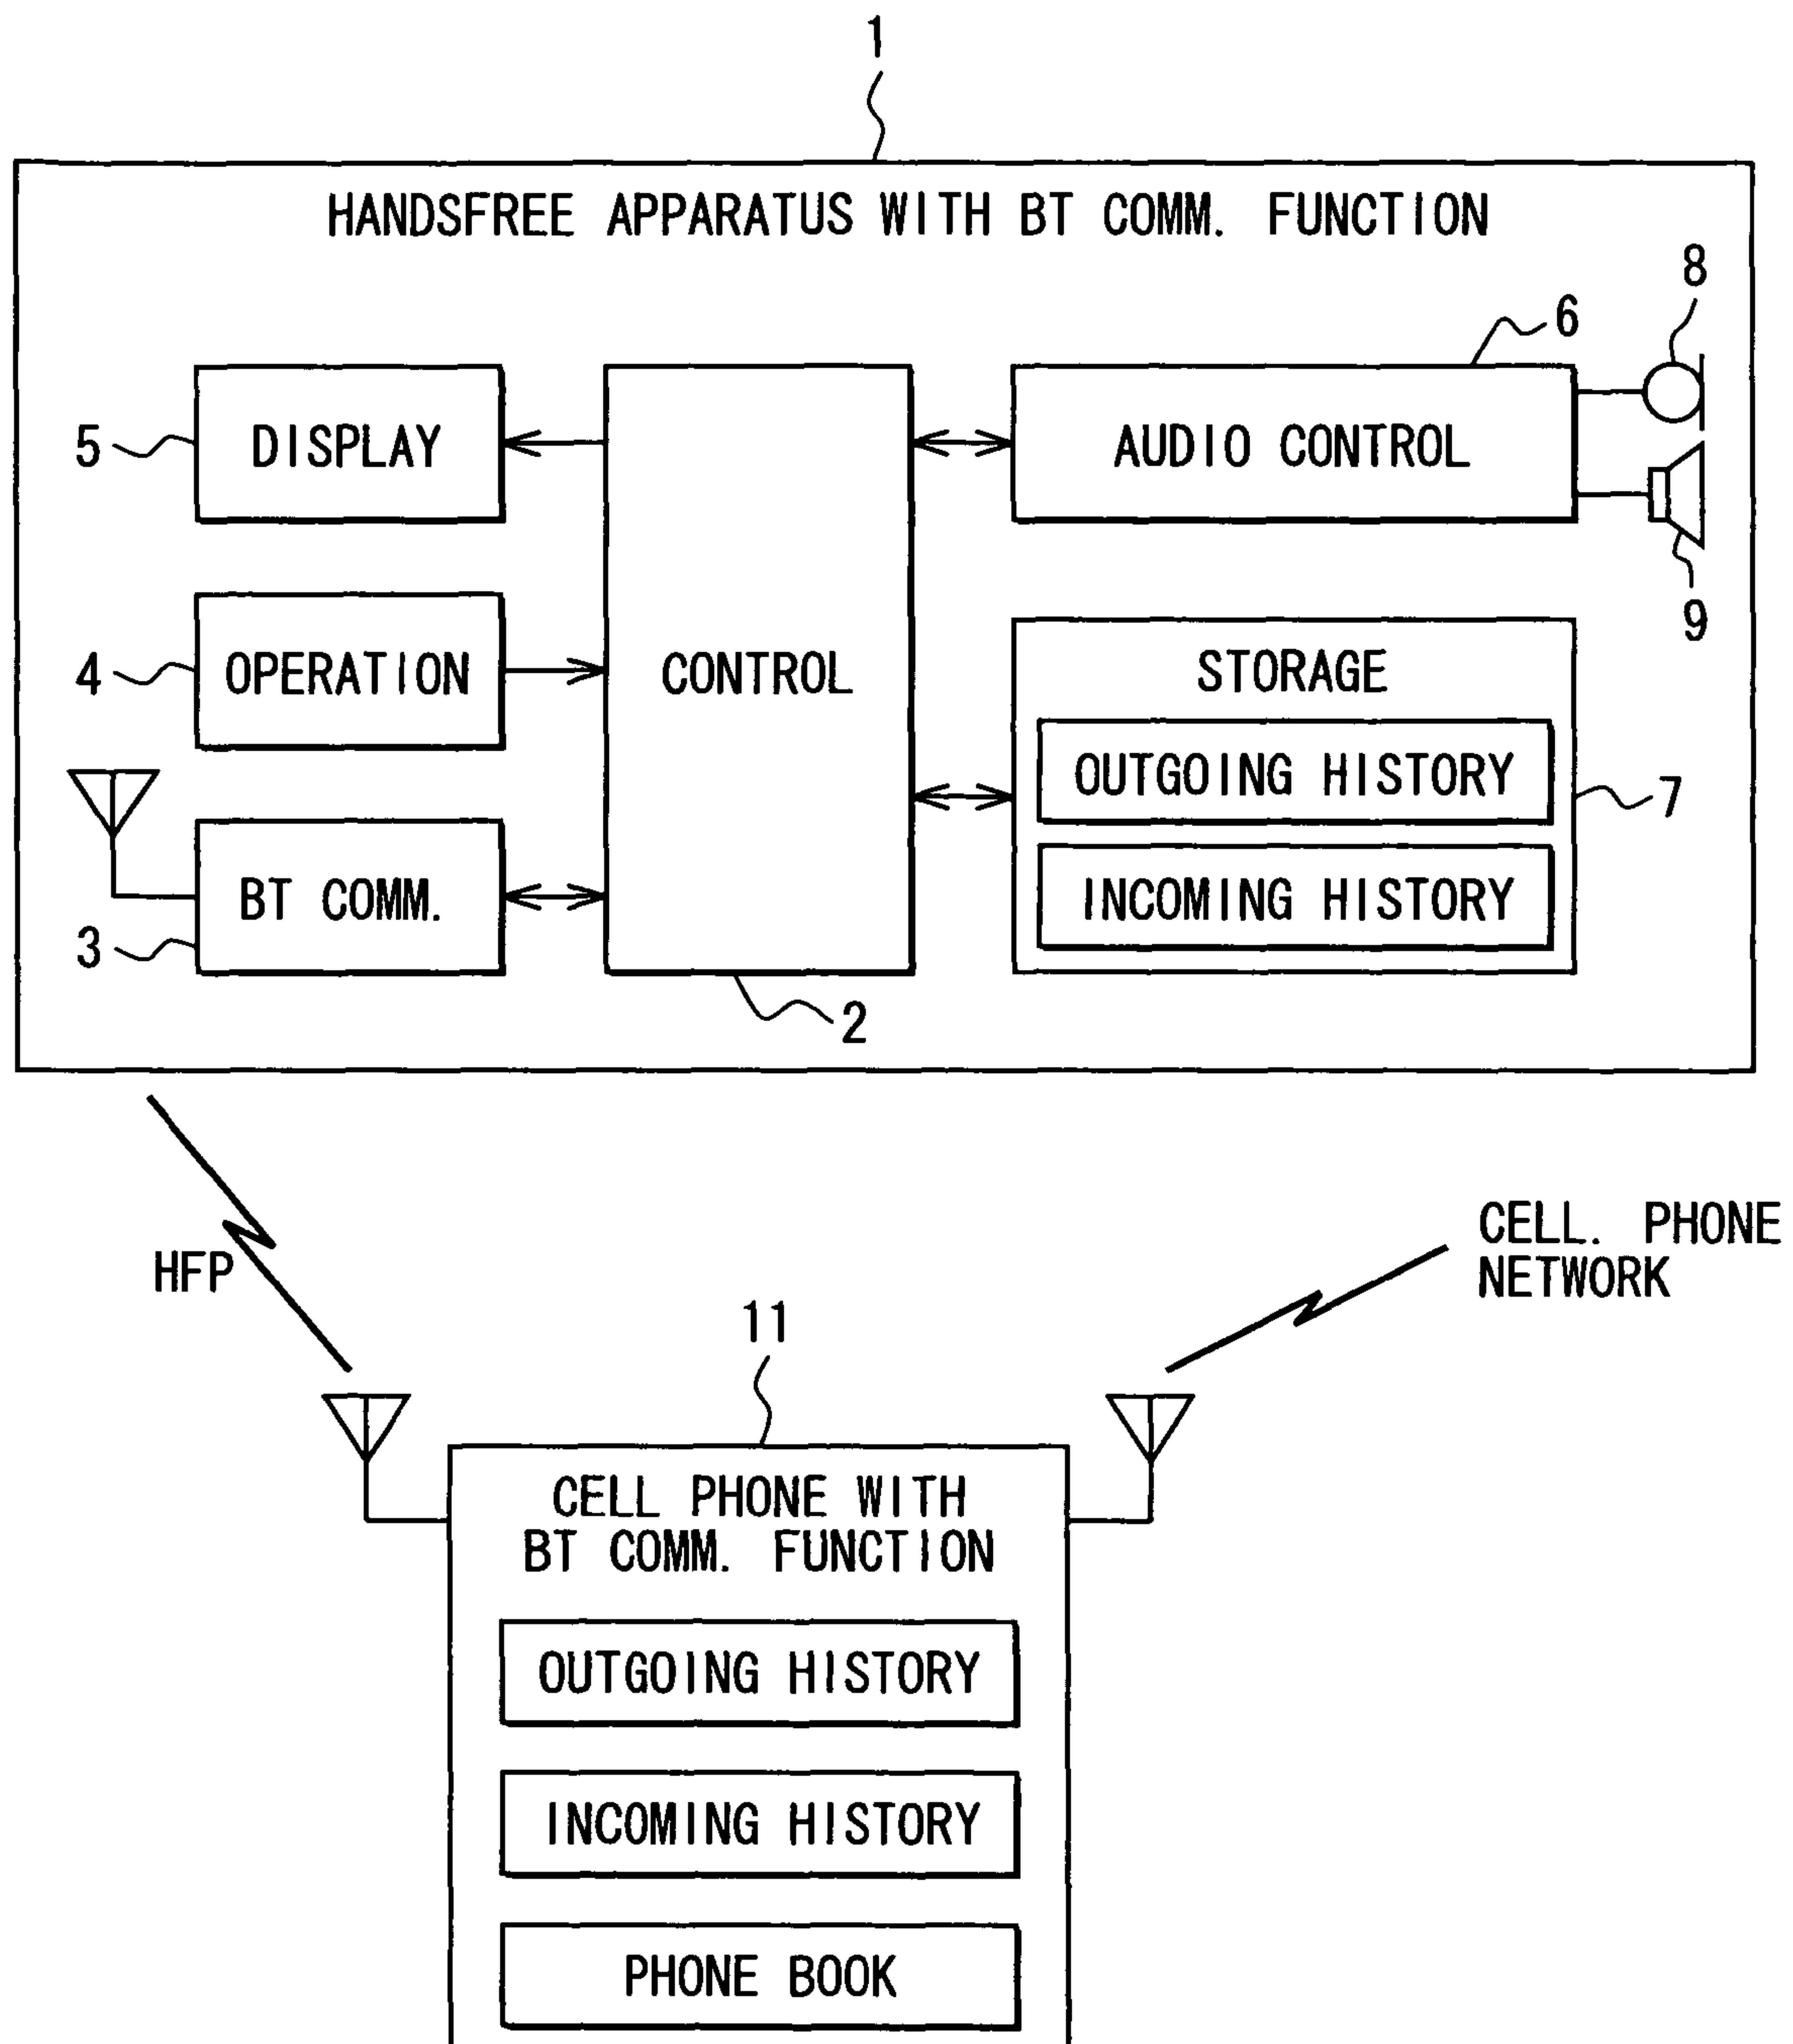 1
HANDSFREE APPARATUS WITH BT COMM. FUNCTION
8
6
5
DISPLAY
AUDIO CONTROL
9
4
OPERATION
CONTROL
STORAGE
OUTGOING HISTORY
7
BT COMM.
INCOMING HISTORY
3
2
HFP
CELL. PHONE
NETWORK
11
CELL PHONE WITH
BT COMM. FUNCTION
OUTGOING HISTORY
INCOMING HISTORY
PHONE BOOK